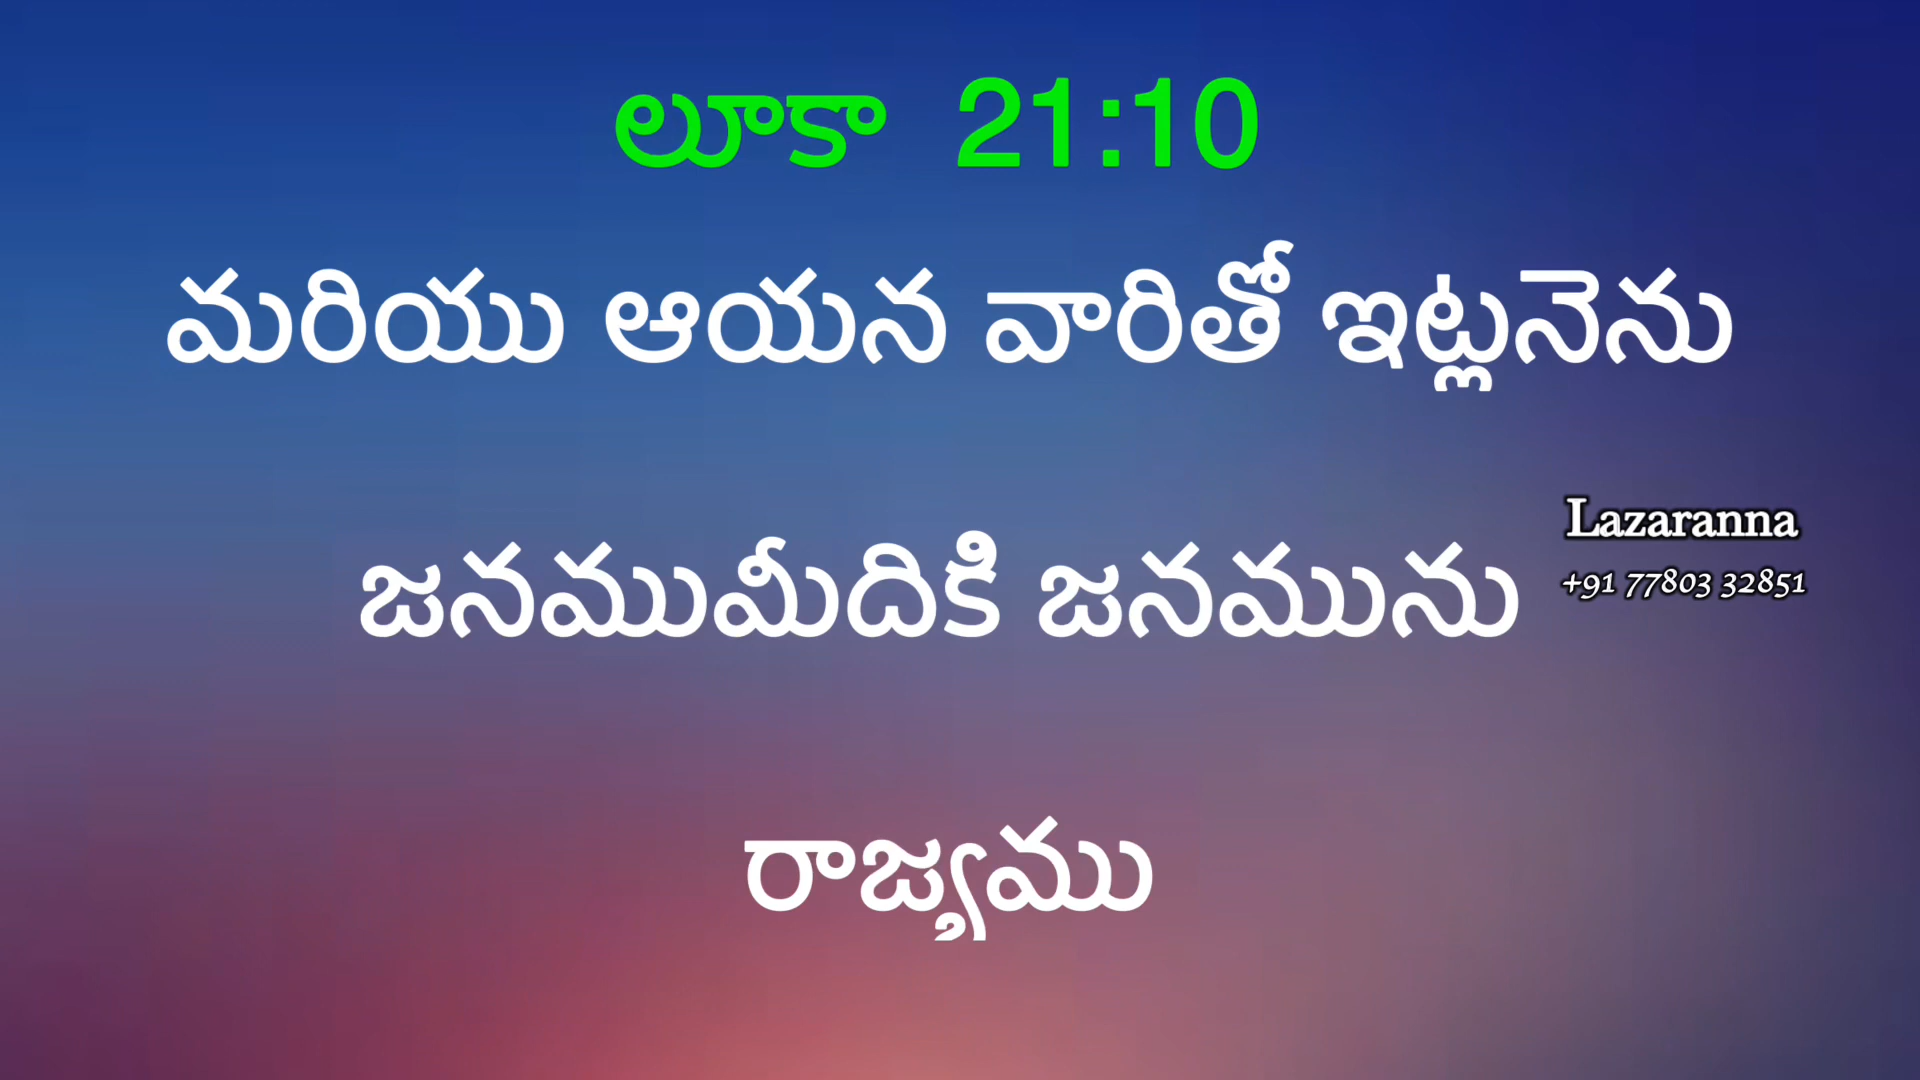 లూకా 21:10
మరియు ఆయన వారితో ఇట్లనెను
జనముమీదికి జనమును
Lazaranna
+91 77803 32851
రాజ్యము